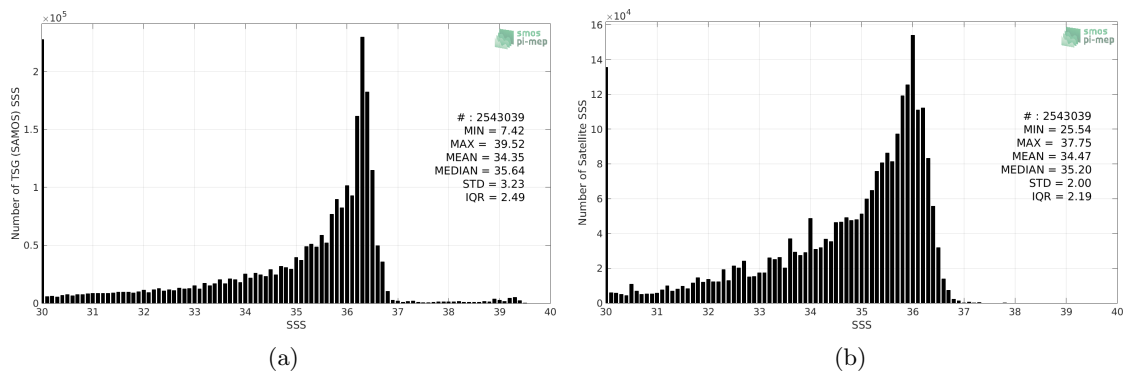 ×10⁵
smos
pi-mep
Number of TSG (SAMOS) SSS
2
1.5
1
0.5
0
# : 2543039
MIN = 7.42
MAX = 39.52
MEAN = 34.35
MEDIAN = 35.64
STD = 3.23
IQR = 2.49
30 31 32 33 34 35 36 37 38 39 40
SSS
(a)
×10⁴
smos
pi-mep
Number of Satellite SSS
16
14
12
10
8
6
4
2
0
# : 2543039
MIN = 25.54
MAX = 37.75
MEAN = 34.47
MEDIAN = 35.20
STD = 2.00
IQR = 2.19
30 31 32 33 34 35 36 37 38 39 40
SSS
(b)